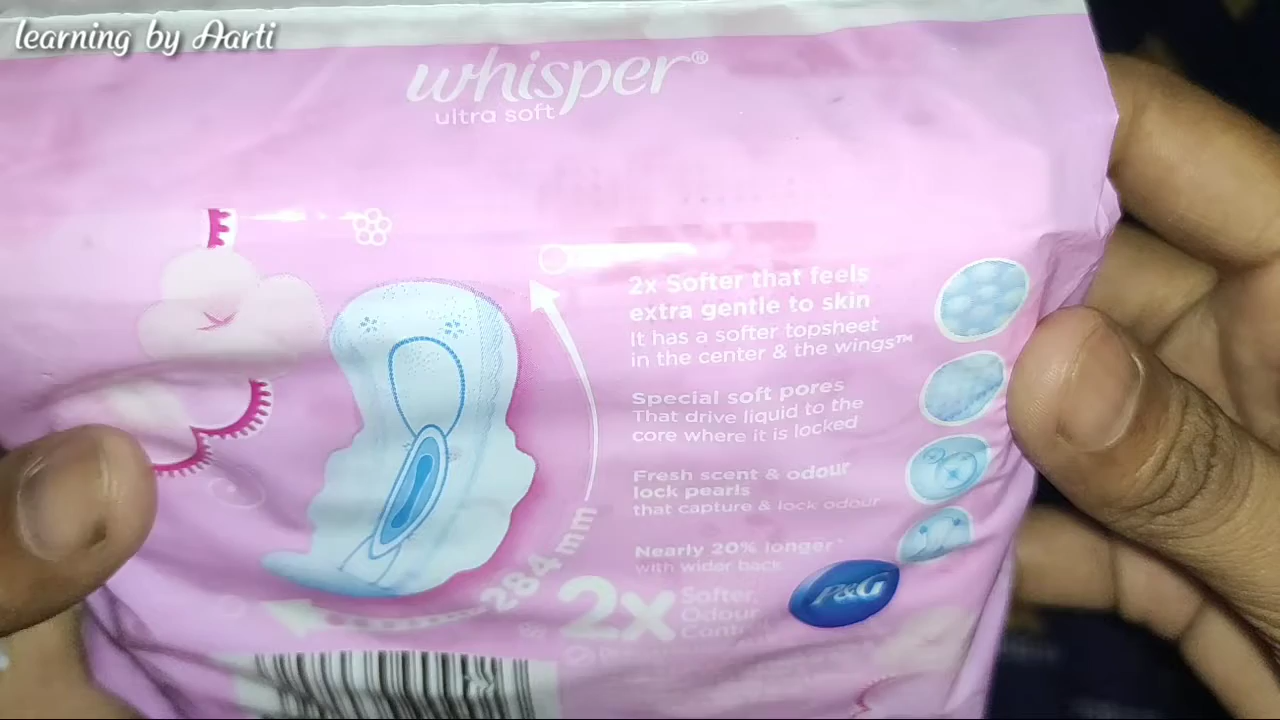 learning by Aarti
whisper®
ultra soft
2x Softer that feels
extra gentle to skin
It has a softer topsheet
in the center & the wings™
Special soft pores
That drive liquid to the
core where it is locked
Fresh scent & odour
lock pearls
that capture & lock odour
Nearly 20% longer*
with wider back
284mm
P&G
2x
Softer,
Odour